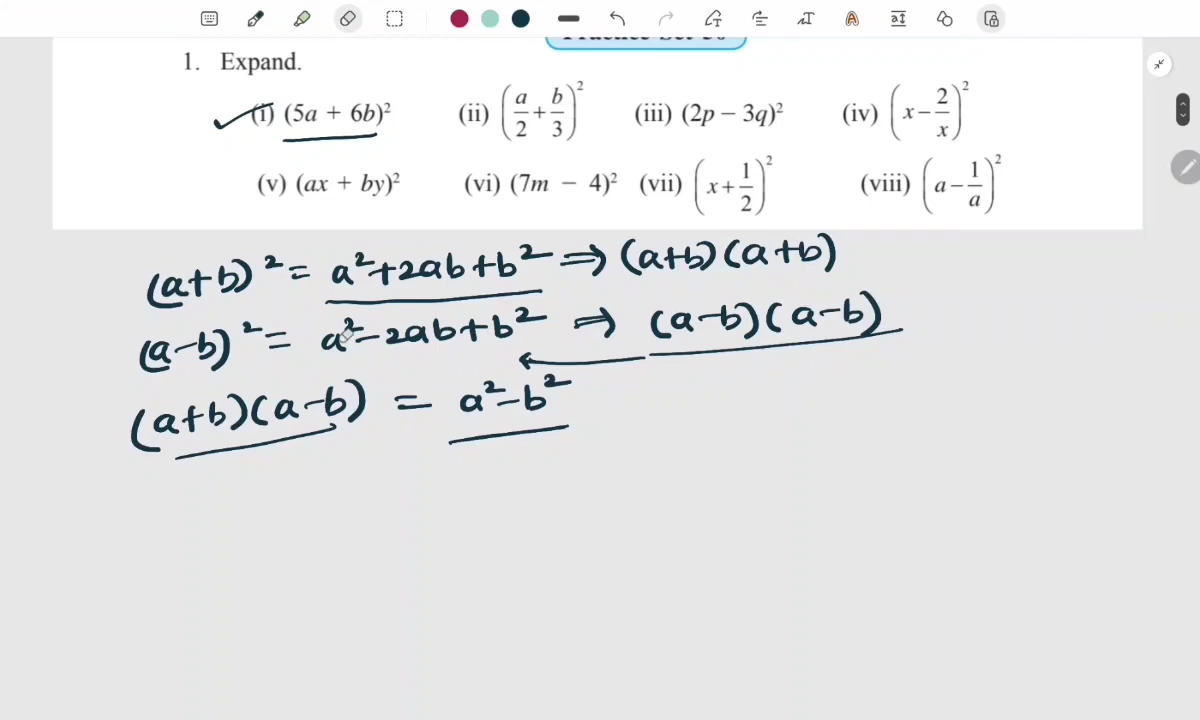 1. Expand.
(i) (5a + 6b)² (ii) (a/2 + b/3)² (iii) (2p – 3q)² (iv) (x – 2/x)²
(v) (ax + by)² (vi) (7m – 4)² (vii) (x + 1/2)² (viii) (a – 1/a)²
(a+b)² = a²+2ab+b² ⇒ (a+b)(a+b)
(a-b)² = a²-2ab+b² ⇒ (a-b)(a-b)
(a+b)(a-b) = a²-b²